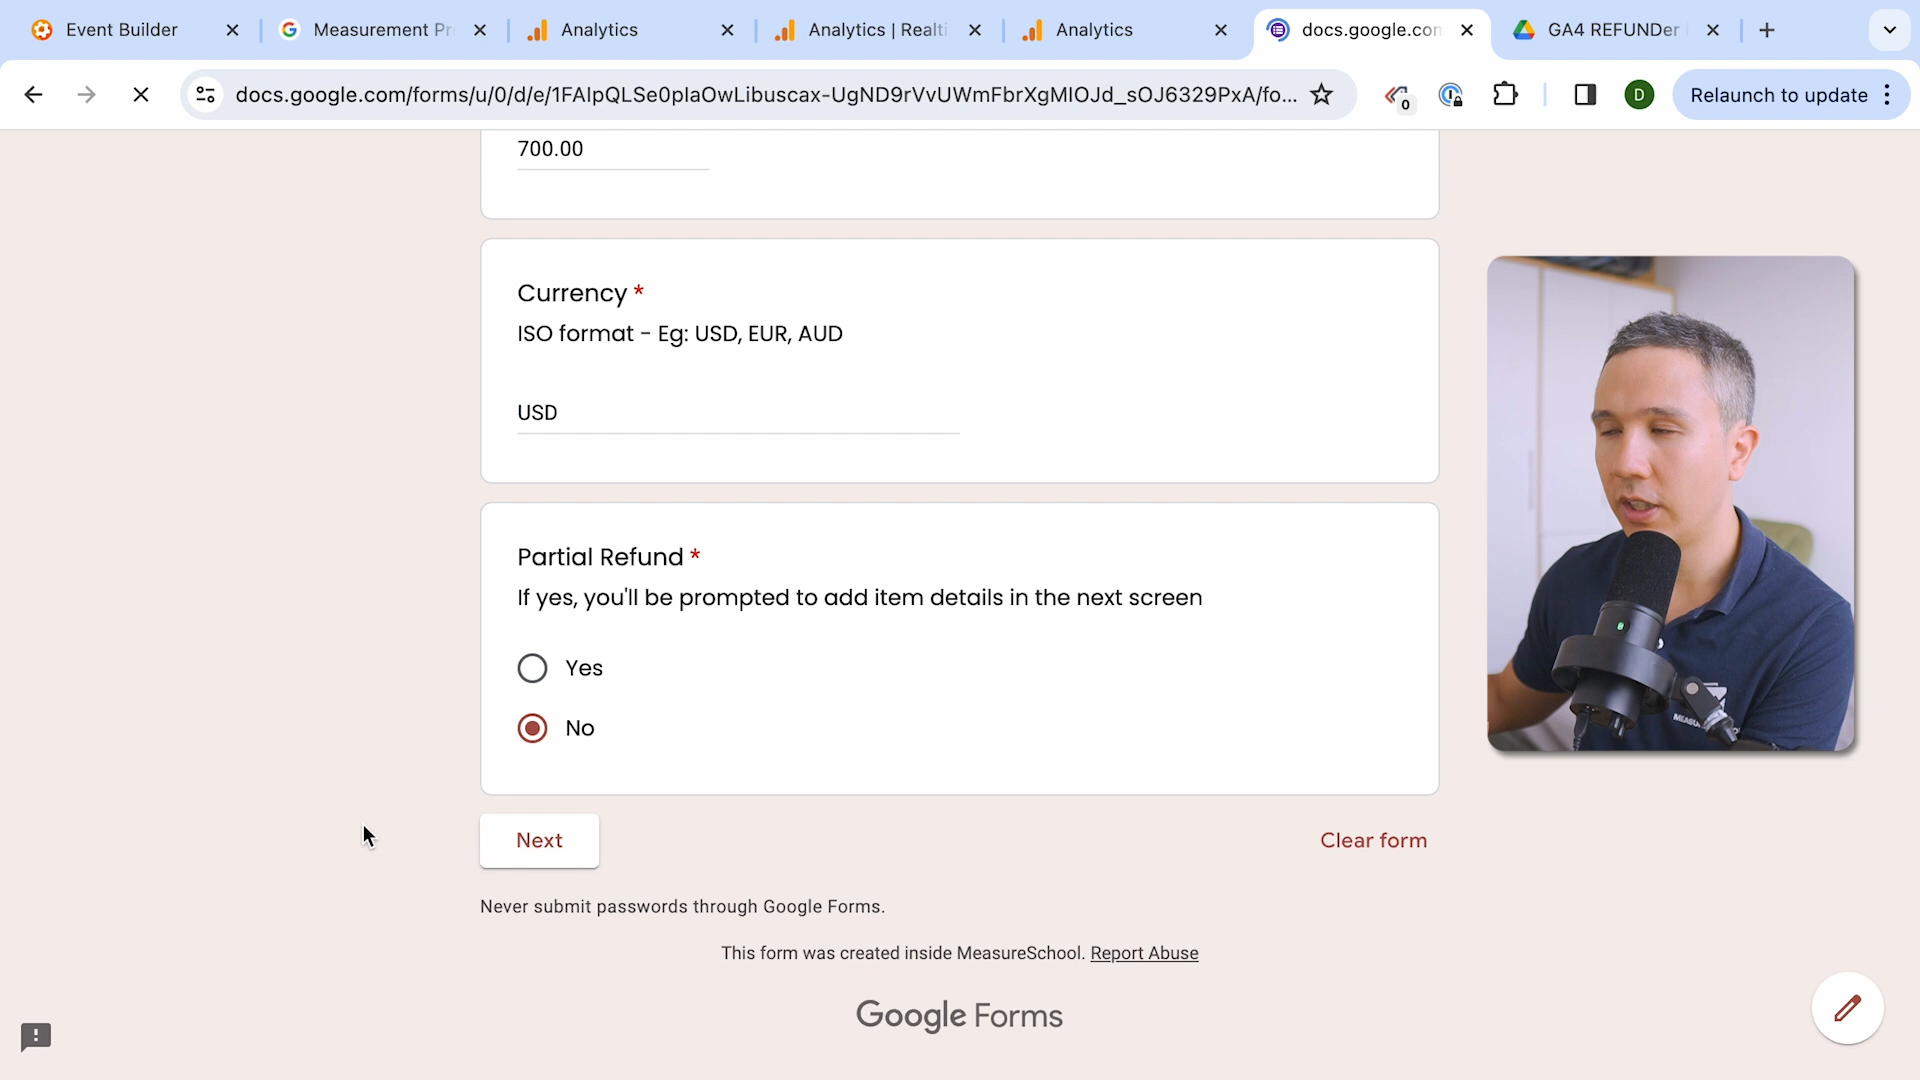 Event Builder
Measurement Pr
Analytics
Analytics | Realti
Analytics
docs.google.con
GA4 REFUNDer
docs.google.com/forms/u/0/d/e/1FAIpQLSe0pIaOwLibuscax-UgND9rVvUWmFbrXgMIOJd_sOJ6329PxA/fo...
0
D
Relaunch to update
700.00
Currency *
ISO format - Eg: USD, EUR, AUD
USD
Partial Refund *
If yes, you'll be prompted to add item details in the next screen
Yes
No
Next
Clear form
Never submit passwords through Google Forms.
This form was created inside MeasureSchool. Report Abuse
Google Forms